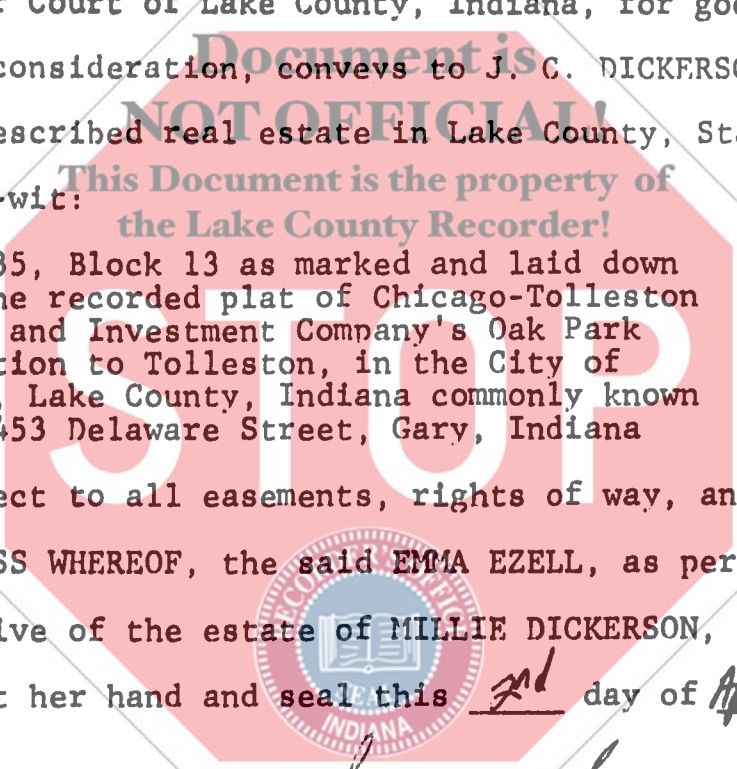 Court of Lake County, Indiana, for
Document is
consideration, conveys to J. C. DICKERSO
NOT OFFICIAL!
escribed real estate in Lake County, Sta
This Document is the property of
-wit:
the Lake County Recorder!
35, Block 13 as marked and laid down
he recorded plat of Chicago-Tolleston
and Investment Company's Oak Park
tion to Tolleston, in the City of
, Lake County, Indiana commonly known
453 Delaware Street, Gary, Indiana
STOP
ect to all easements, rights of way, an
SS WHEREOF, the said EMMA EZELL, as per
ive of the estate of MILLIE DICKERSON,
t her hand and seal this 2nd day of Ap
RECORDER'S OFFICE
SEAL
INDIANA